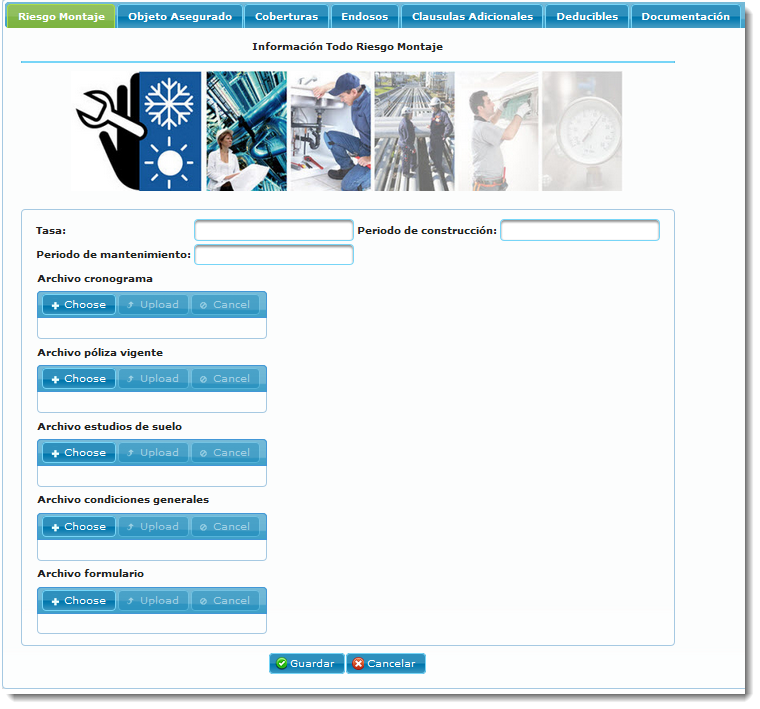 Riesgo Montaje Objeto Asegurado Coberturas Endosos Clausulas Adicionales Deducibles Documentación
Información Todo Riesgo Montaje
Tasa: Periodo de construcción:
Periodo de mantenimiento:
Archivo cronograma
Choose Upload Cancel
Archivo póliza vigente
Choose Upload Cancel
Archivo estudios de suelo
Choose Upload Cancel
Archivo condiciones generales
Choose Upload Cancel
Archivo formulario
Choose Upload Cancel
Guardar Cancelar